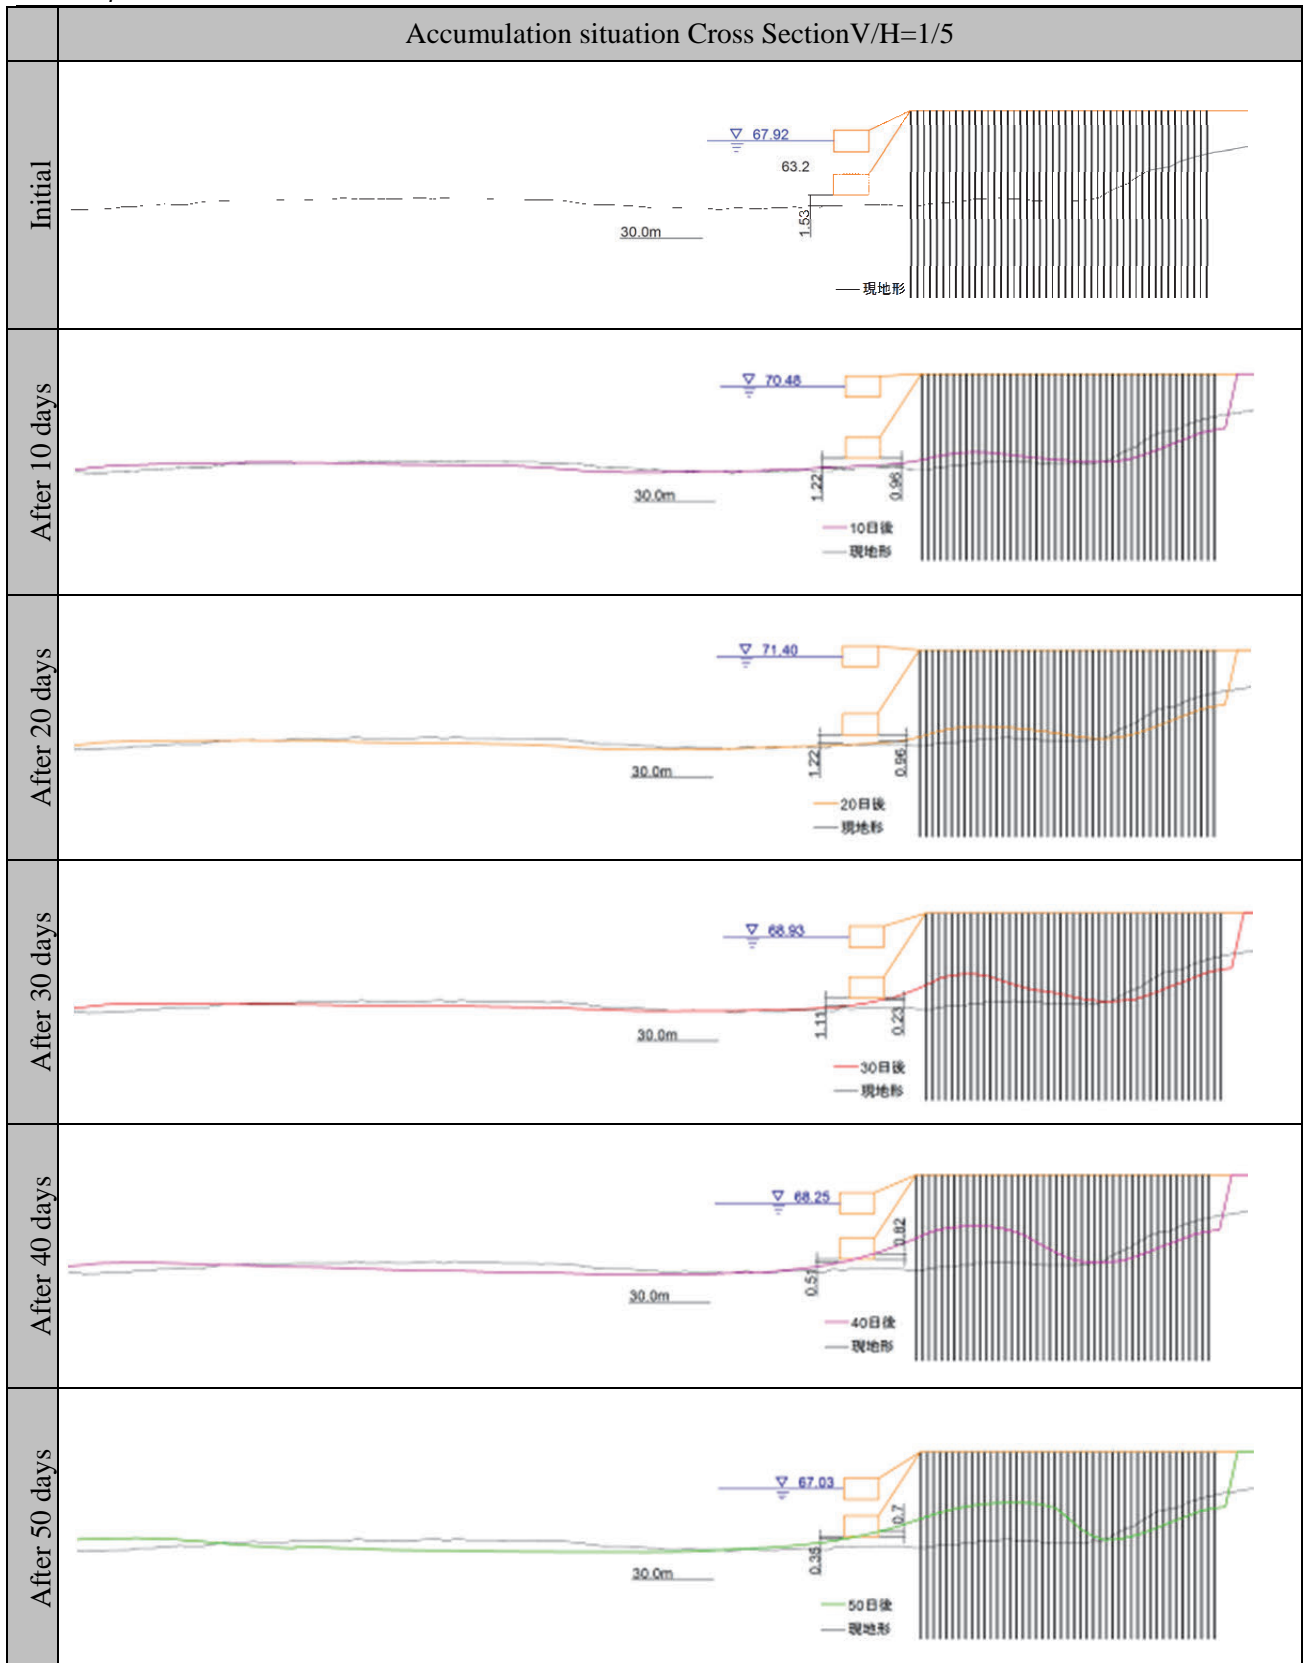 Accumulation situation Cross SectionV/H=1/5
Initial
67.92
63.2
1.53
30.0m
現地形
After 10 days
70.48
1.22
0.96
30.0m
10日後
現地形
After 20 days
71.40
1.22
0.96
30.0m
20日後
現地形
After 30 days
68.93
1.11
0.23
30.0m
30日後
現地形
After 40 days
68.25
0.82
0.51
30.0m
40日後
現地形
After 50 days
67.03
0.7
0.35
30.0m
50日後
現地形